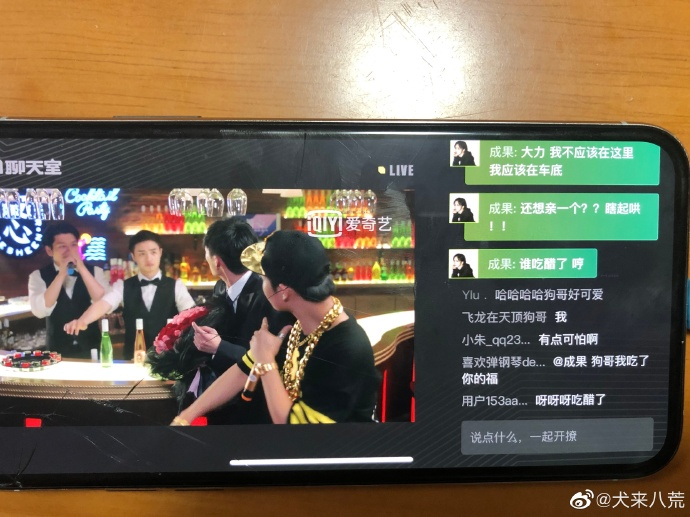 聊天室
LIVE
Cocktail
Party
心
iQIYI 爱奇艺
成果: 大力 我不应该在这里
我应该在车底
成果: 还想亲一个？？瞎起哄
！！
成果: 谁吃醋了 哼
Ylu . 哈哈哈哈狗哥好可爱
飞龙在天顶狗哥 我
小朱_qq23... 有点可怕啊
喜欢弹钢琴de... @成果 狗哥我吃了
你的福
用户153aa... 呀呀呀吃醋了
说点什么，一起开撩
@犬来八荒